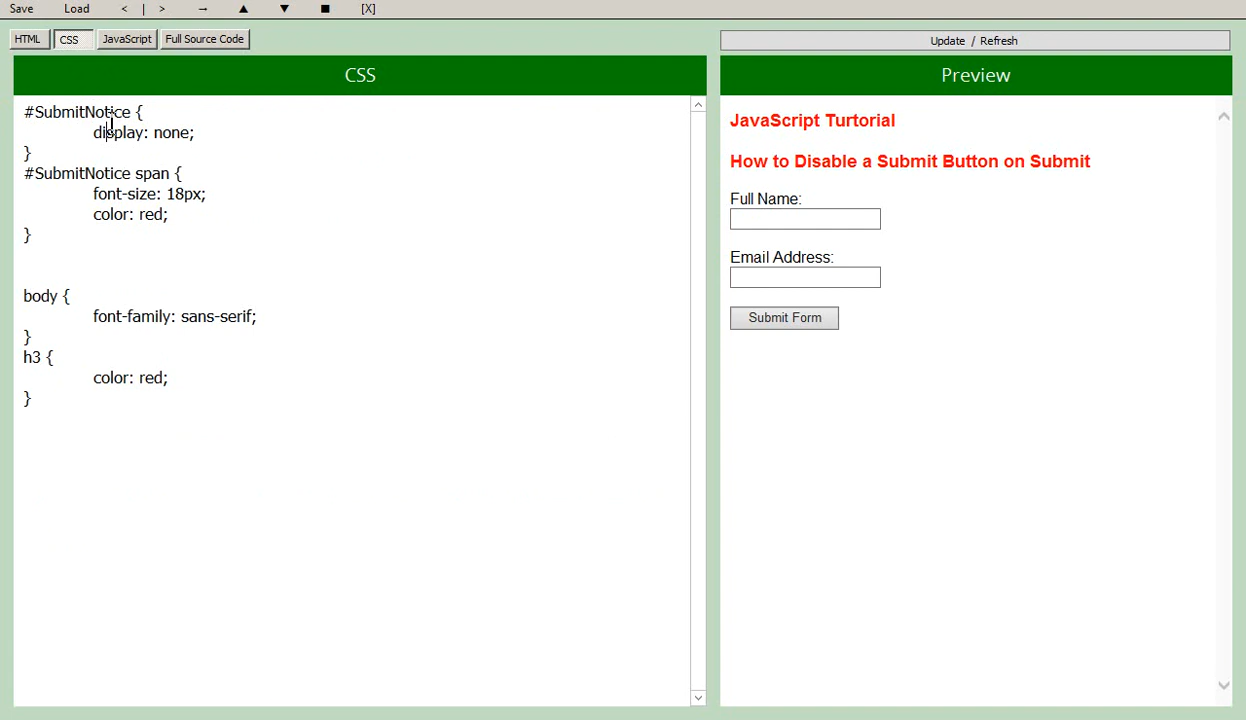 Save Load < | > → ▲ ▼ ■ [X]
HTML CSS JavaScript Full Source Code
Update / Refresh
CSS
Preview
#SubmitNotice {
display: none;
}
#SubmitNotice span {
font-size: 18px;
color: red;
}
body {
font-family: sans-serif;
}
h3 {
color: red;
}
JavaScript Turtorial
How to Disable a Submit Button on Submit
Full Name:
Email Address:
Submit Form